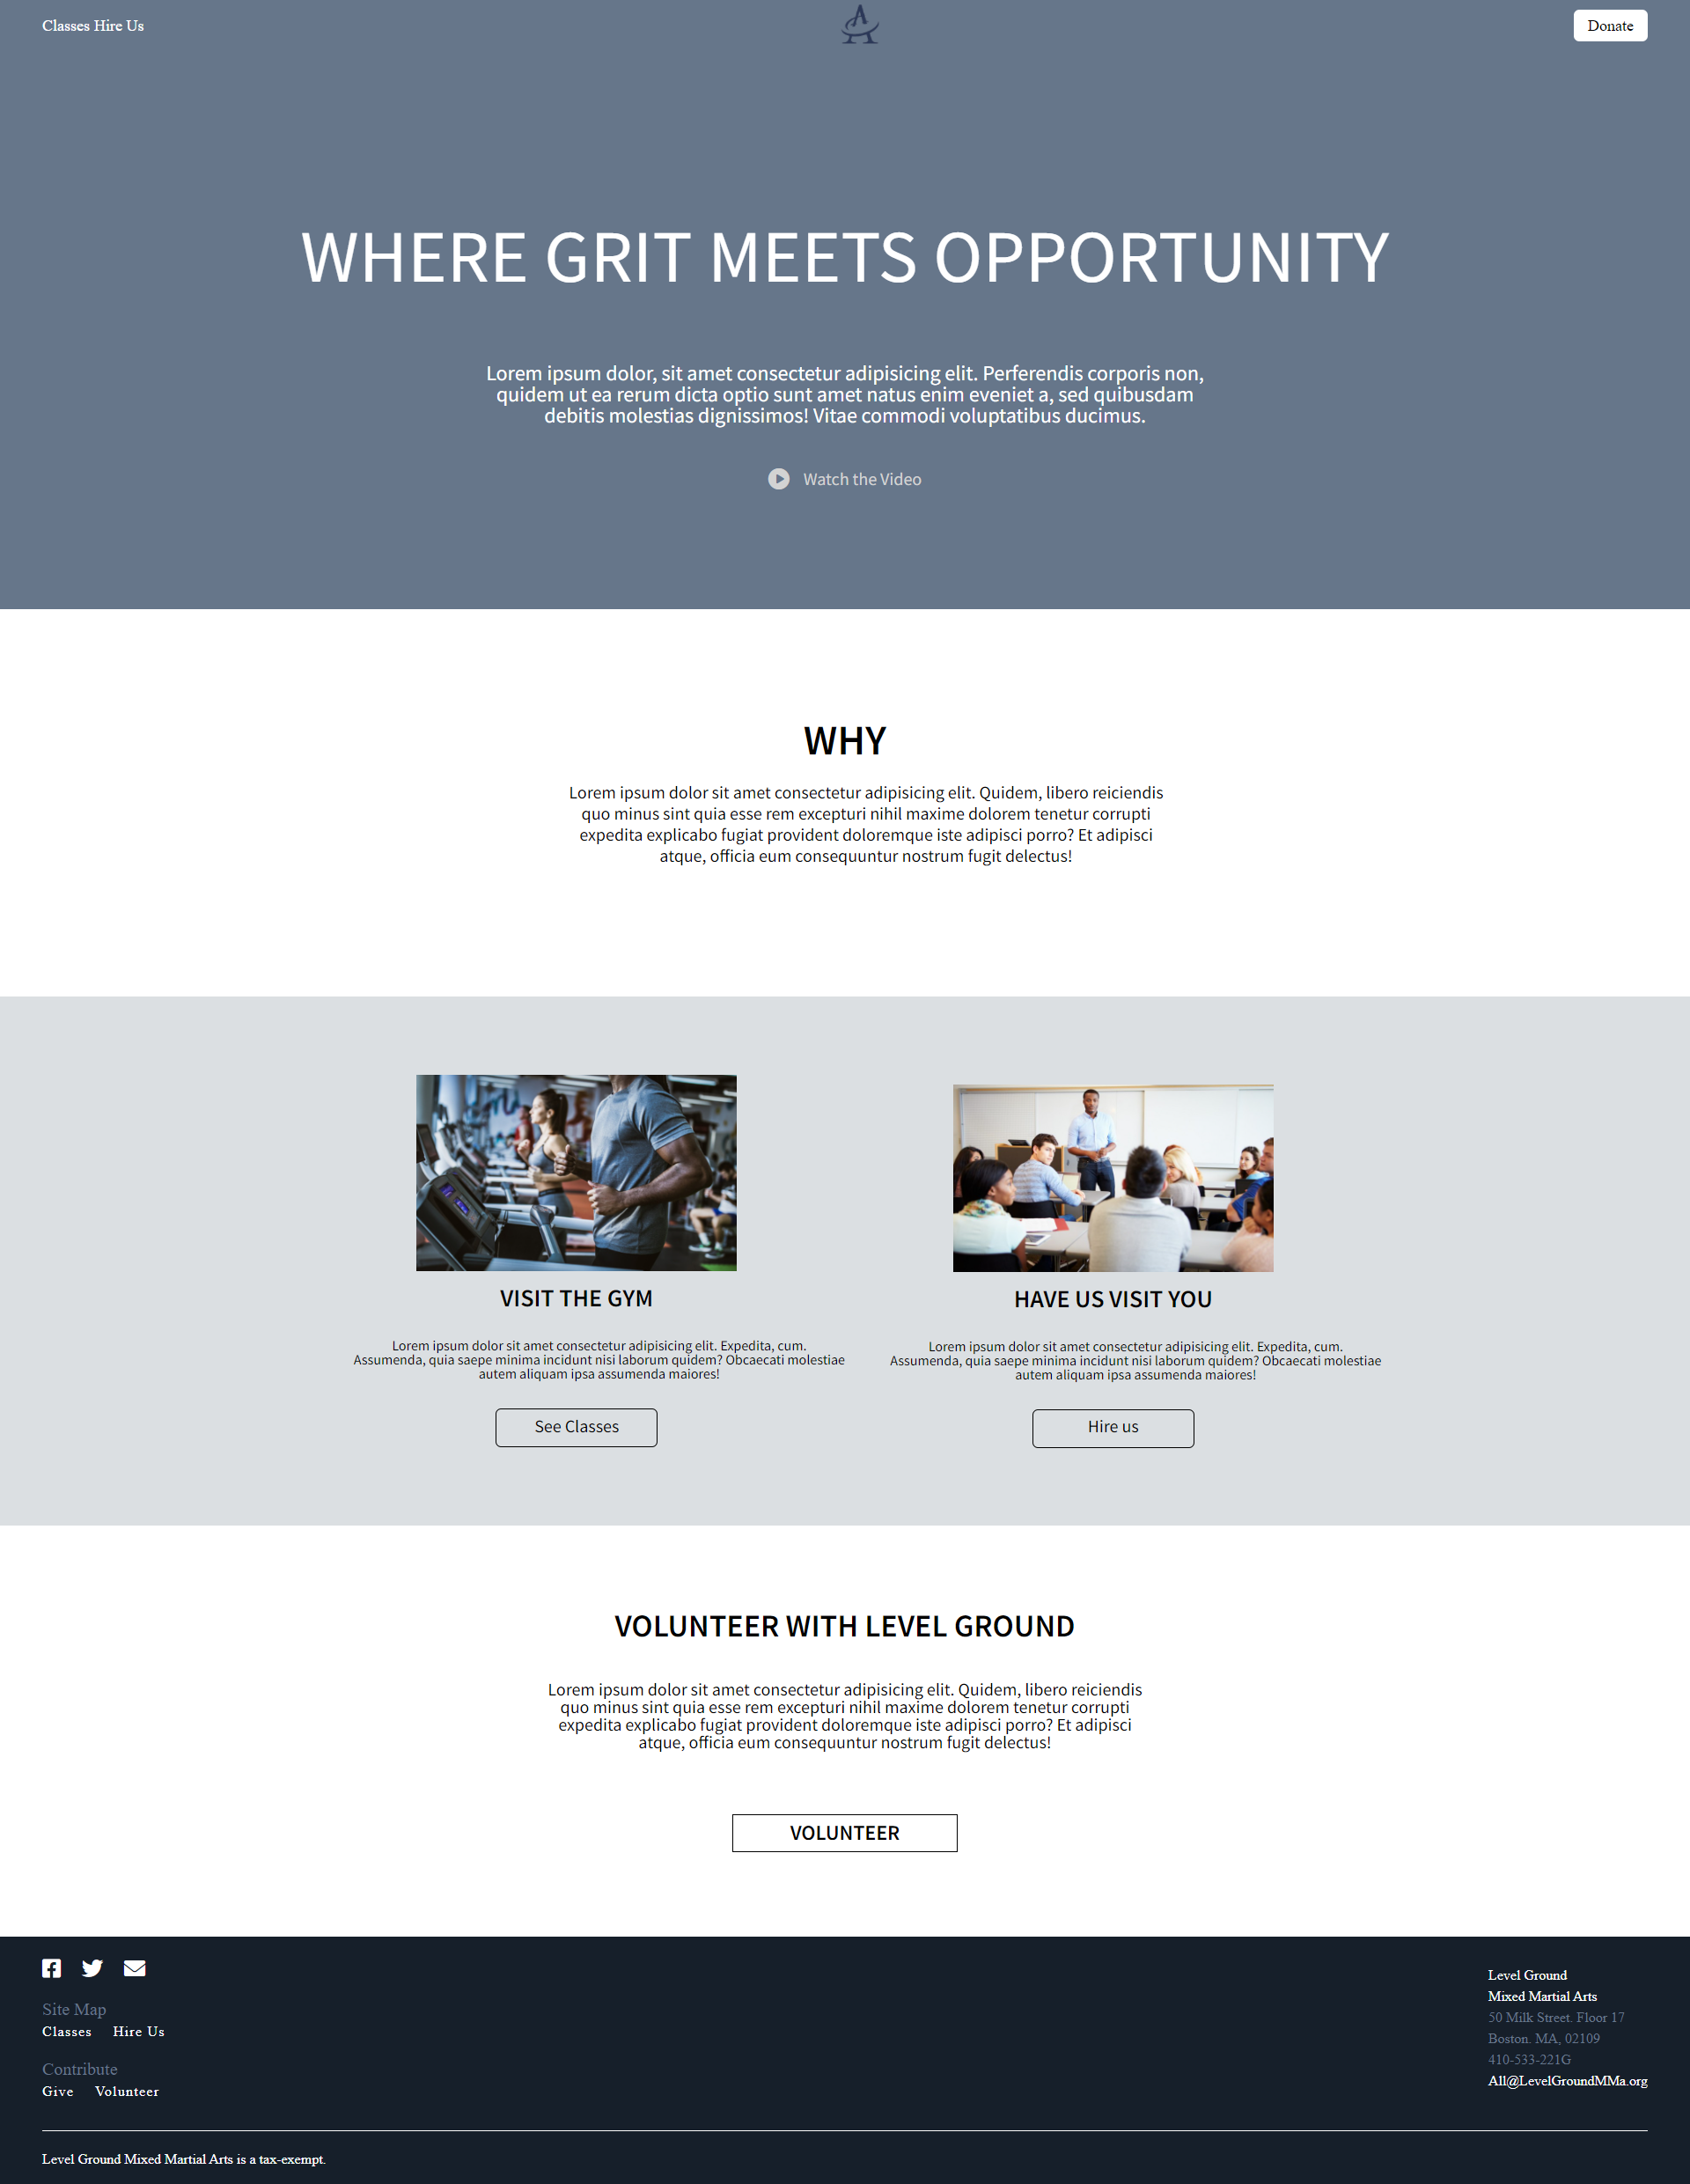 Classes Hire Us
Donate
WHERE GRIT MEETS OPPORTUNITY
Lorem ipsum dolor, sit amet consectetur adipisicing elit. Perferendis corporis non,
quidem ut ea rerum dicta optio sunt amet natus enim eveniet a, sed quibusdam
debitis molestias dignissimos! Vitae commodi voluptatibus ducimus.
Watch the Video
WHY
Lorem ipsum dolor sit amet consectetur adipisicing elit. Quidem, libero reiciendis
quo minus sint quia esse rem excepturi nihil maxime dolorem tenetur corrupti
expedita explicabo fugiat provident doloremque iste adipisci porro? Et adipisci
atque, officia eum consequuntur nostrum fugit delectus!
VISIT THE GYM
Lorem ipsum dolor sit amet consectetur adipisicing elit. Expedita, cum.
Assumenda, quia saepe minima incidunt nisi laborum quidem? Obcaecati molestiae
autem aliquam ipsa assumenda maiores!
See Classes
HAVE US VISIT YOU
Lorem ipsum dolor sit amet consectetur adipisicing elit. Expedita, cum.
Assumenda, quia saepe minima incidunt nisi laborum quidem? Obcaecati molestiae
autem aliquam ipsa assumenda maiores!
Hire us
VOLUNTEER WITH LEVEL GROUND
Lorem ipsum dolor sit amet consectetur adipisicing elit. Quidem, libero reiciendis
quo minus sint quia esse rem excepturi nihil maxime dolorem tenetur corrupti
expedita explicabo fugiat provident doloremque iste adipisci porro? Et adipisci
atque, officia eum consequuntur nostrum fugit delectus!
VOLUNTEER
Site Map
Classes Hire Us
Contribute
Give Volunteer
Level Ground
Mixed Martial Arts
50 Milk Street. Floor 17
Boston. MA, 02109
410-533-221G
All@LevelGroundMMa.org
Level Ground Mixed Martial Arts is a tax-exempt.